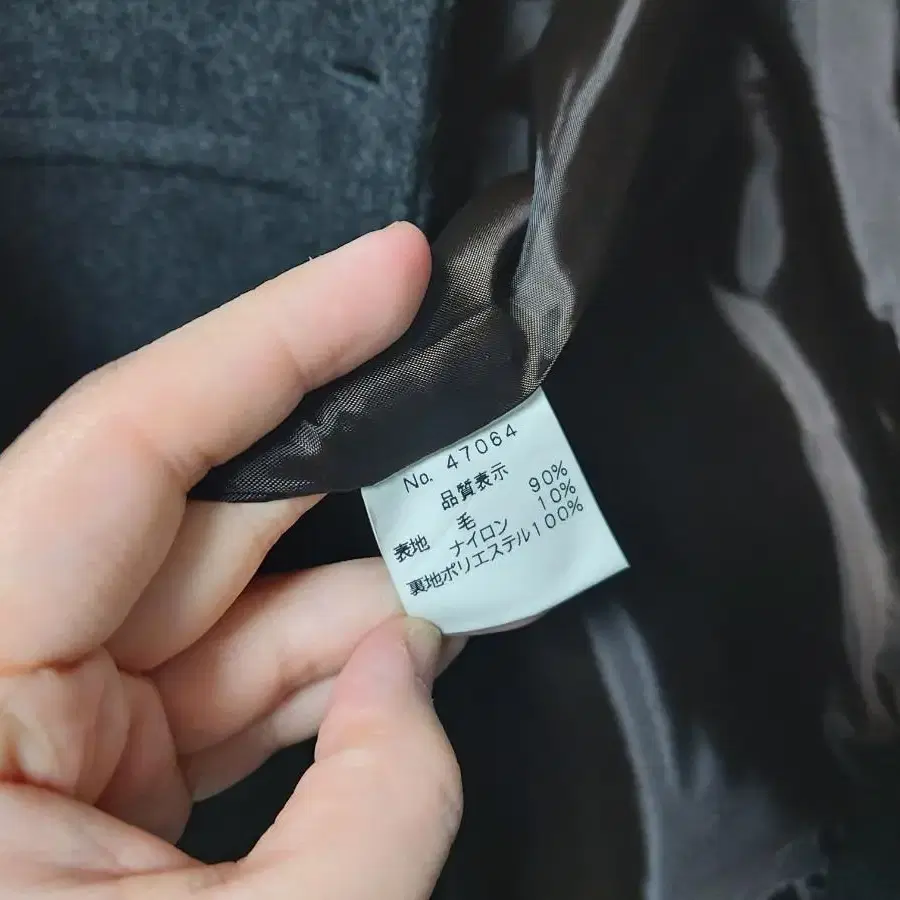 No. 47064
品質表示
表地 毛 90%
ナイロン 10%
裏地ポリエステル100%